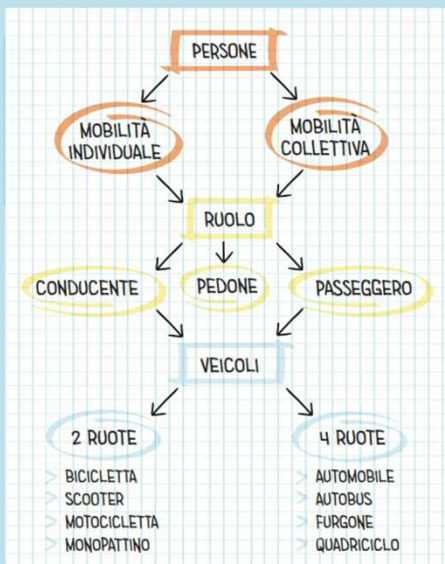 PERSONE
MOBILITÀ
INDIVIDUALE
MOBILITÀ
COLLETTIVA
RUOLO
CONDUCENTE
PEDONE
PASSEGGERO
VEICOLI
2 RUOTE
> BICICLETTA
> SCOOTER
> MOTOCICLETTA
> MONOPATTINO
4 RUOTE
> AUTOMOBILE
> AUTOBUS
> FURGONE
> QUADRICICLO